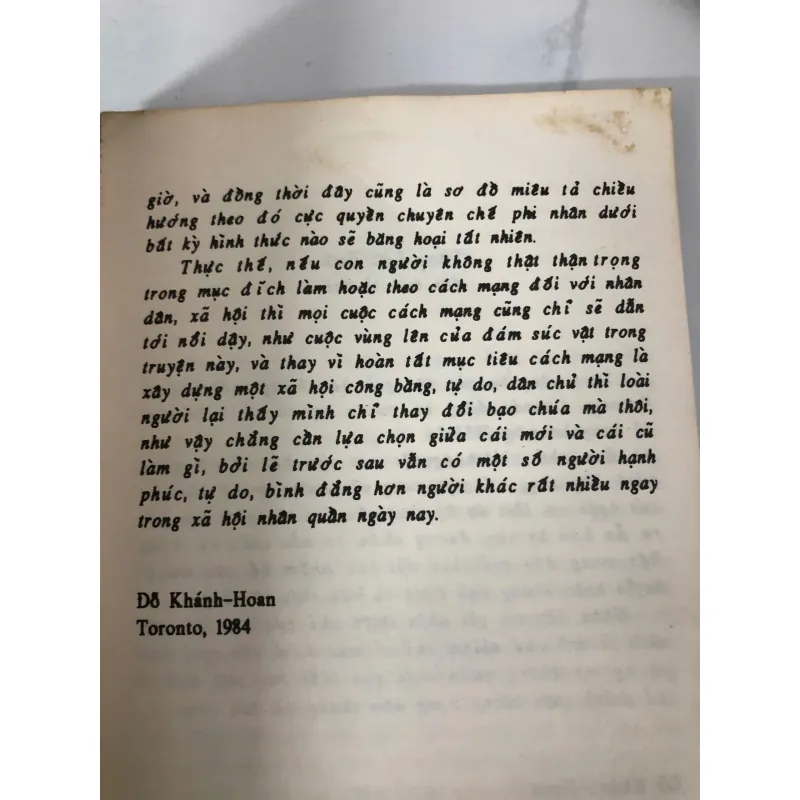 giờ, và đồng thời đây cũng là sơ đồ miêu tả chiều
hướng theo đó cực quyền chuyên chế phi nhân dưới
bất kỳ hình thức nào sẽ băng hoại tất nhiên.
Thực thế, nếu con người không thật thận trọng
trong mục đích làm hoặc theo cách mạng đối với nhân
dân, xã hội thì mọi cuộc cách mạng cũng chỉ sẽ dẫn
tới nổi dậy, như cuộc vùng lên của đám súc vật trong
truyện này, và thay vì hoàn tất mục tiêu cách mạng là
xây dựng một xã hội công bằng, tự do, dân chủ thì loài
người lại thấy mình chỉ thay đổi bạo chúa mà thôi,
như vậy chẳng cần lựa chọn giữa cái mới và cái cũ
làm gì, bởi lẽ trước sau vẫn có một số người hạnh
phúc, tự do, bình đẳng hơn người khác rất nhiều ngay
trong xã hội nhân quần ngày nay.
Đỗ Khánh-Hoan
Toronto, 1984